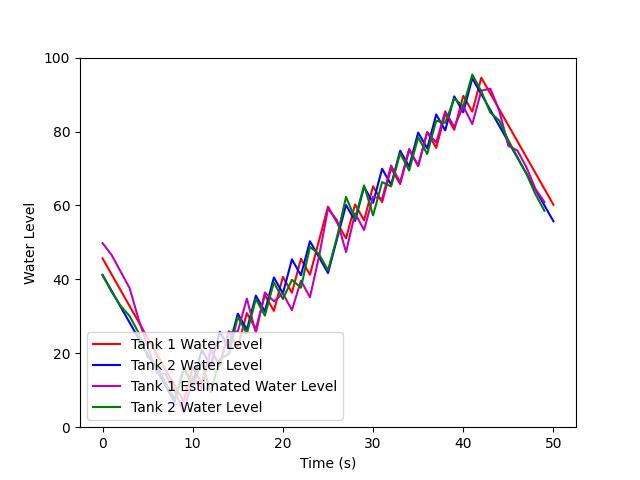 100
80
60
40
20
0
Water Level
Tank 1 Water Level
Tank 2 Water Level
Tank 1 Estimated Water Level
Tank 2 Water Level
0 10 20 30 40 50
Time (s)